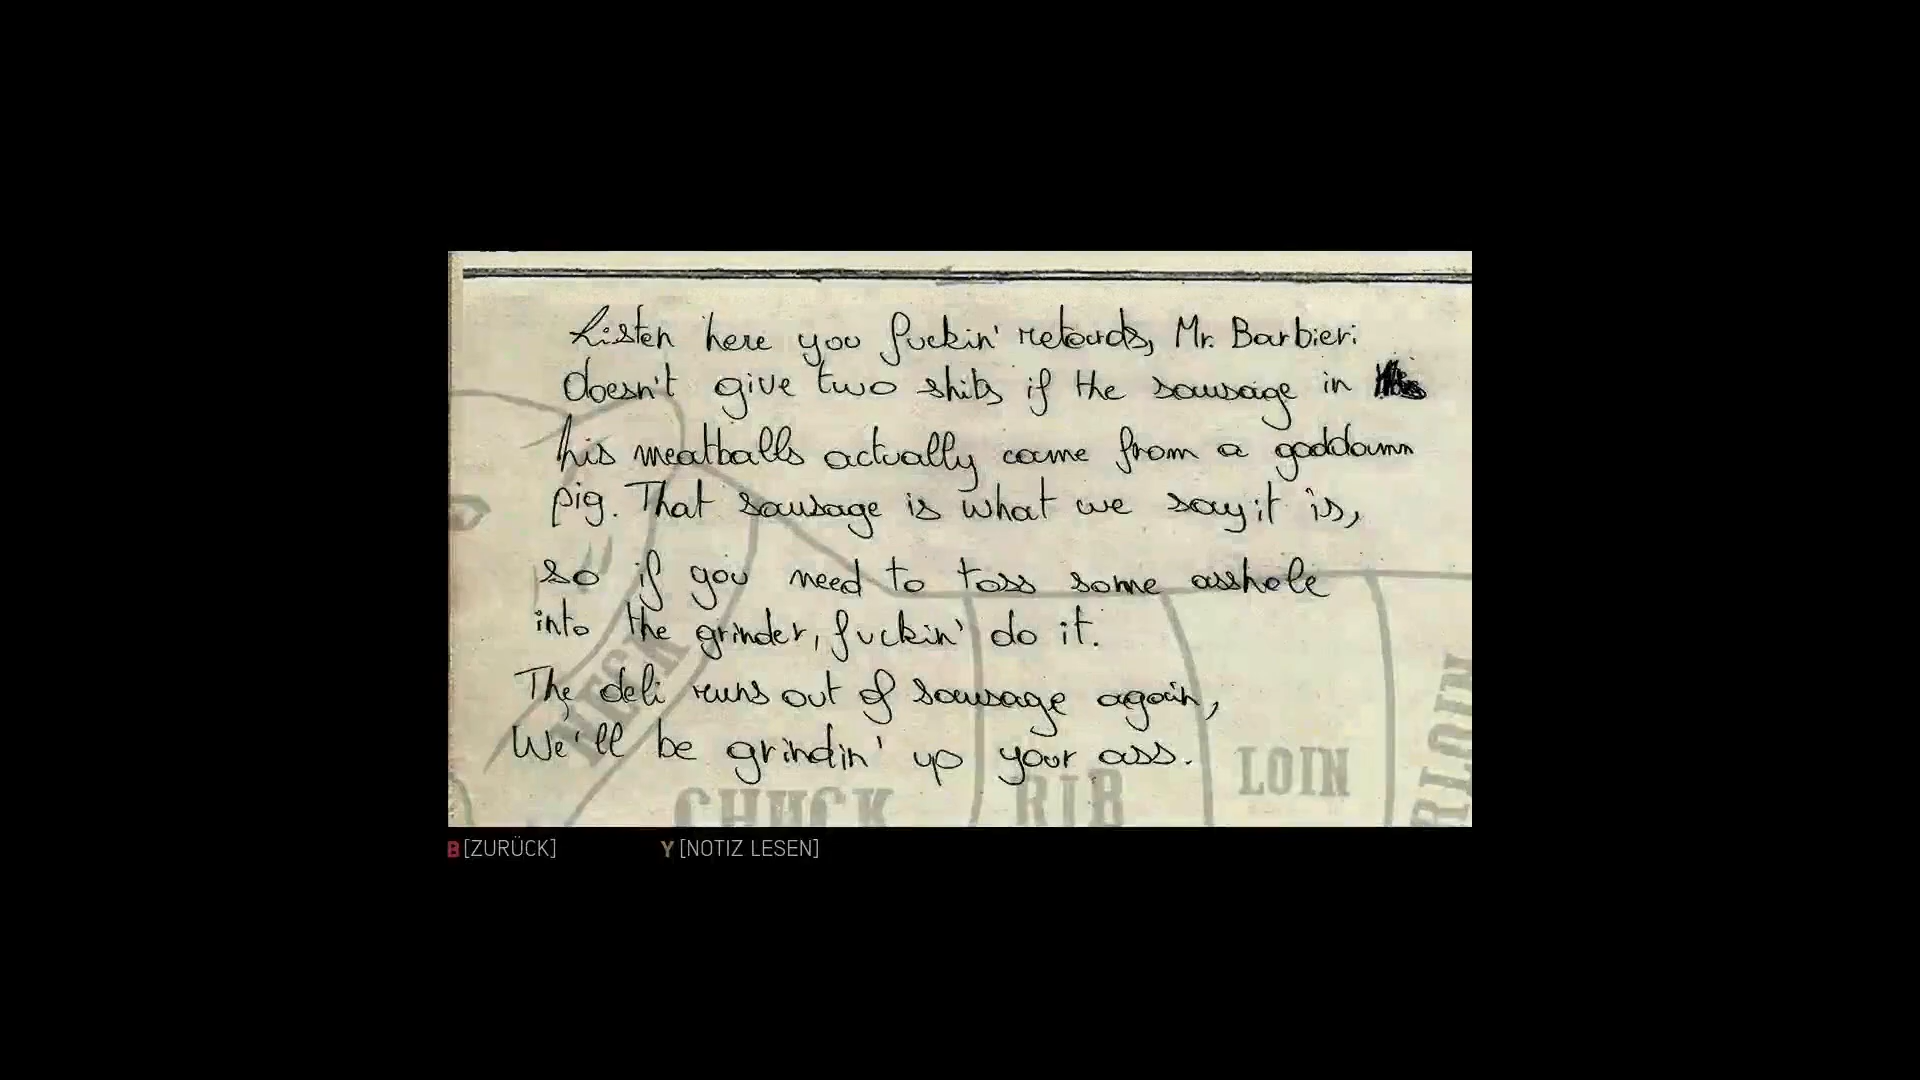 Listen here you fuckin' retards, Mr. Barbieri
doesn't give two shits if the sausage in
his meatballs actually came from a goddamn
pig. That sausage is what we say it is,
so if you need to toss some asshole
into the grinder, fuckin' do it.
The deli runs out of sausage again,
We'll be grindin' up your ass.
NECK
CHUCK
RIB
LOIN
B [ZURÜCK] Y [NOTIZ LESEN]